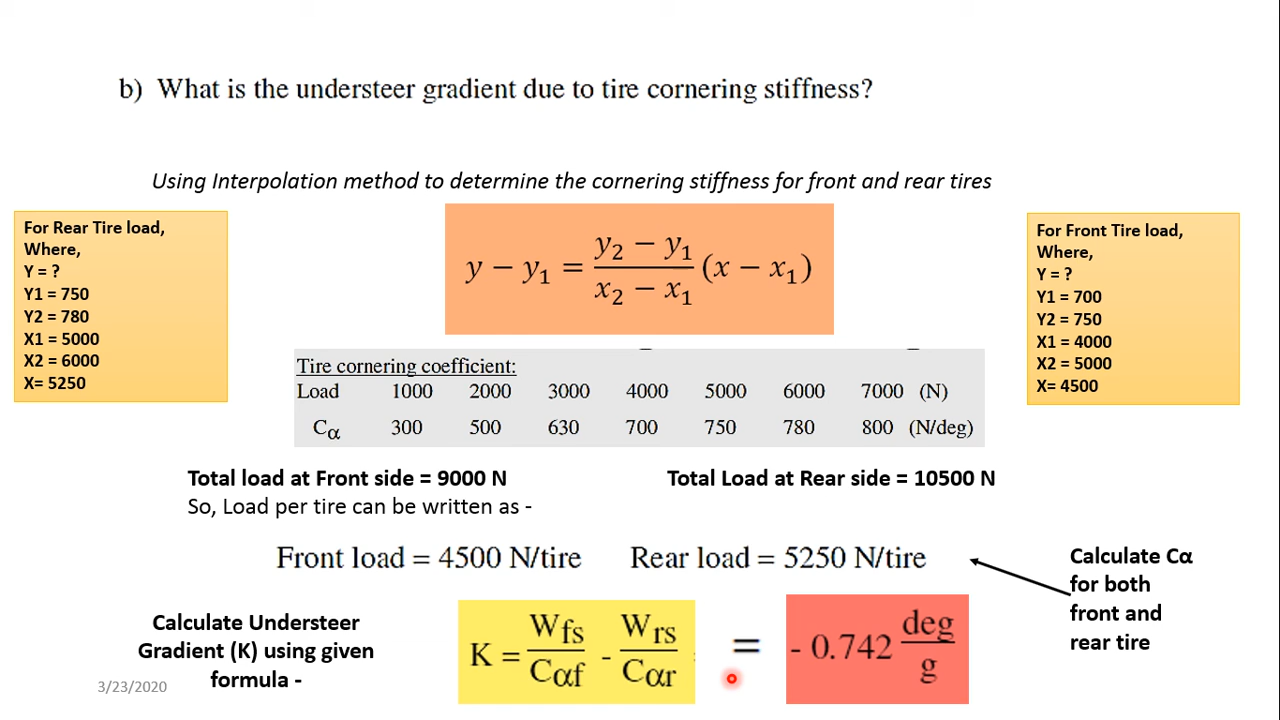 b) What is the understeer gradient due to tire cornering stiffness?
Using Interpolation method to determine the cornering stiffness for front and rear tires
For Rear Tire load,
Where,
Y = ?
Y1 = 750
Y2 = 780
X1 = 5000
X2 = 6000
X= 5250
y − y₁ = (y₂ − y₁)/(x₂ − x₁) (x − x₁)
For Front Tire load,
Where,
Y = ?
Y1 = 700
Y2 = 750
X1 = 4000
X2 = 5000
X= 4500
Tire cornering coefficient:
Load 1000 2000 3000 4000 5000 6000 7000 (N)
Cα 300 500 630 700 750 780 800 (N/deg)
Total load at Front side = 9000 N
Total Load at Rear side = 10500 N
So, Load per tire can be written as -
Front load = 4500 N/tire Rear load = 5250 N/tire
Calculate Cα
for both
front and
rear tire
Calculate Understeer
Gradient (K) using given
formula -
K = Wfs/Cαf - Wrs/Cαr = - 0.742 deg/g
3/23/2020